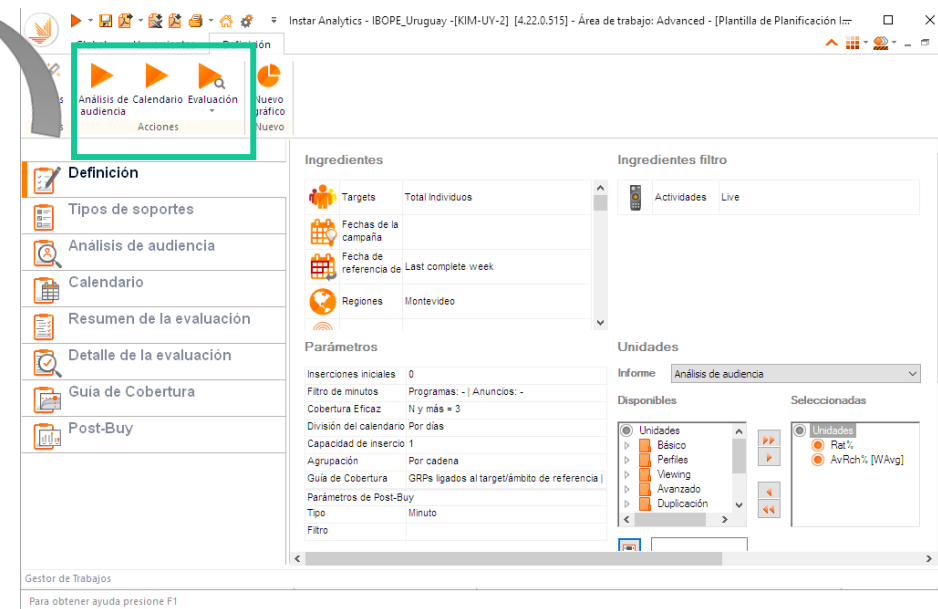 Instar Analytics - IBOPE_Uruguay -[KIM-UY-2] [4.22.0.515] - Área de trabajo: Advanced - [Plantilla de Planificación I...
Definición
Análisis de audiencia
Calendario
Evaluación
Nuevo gráfico
Acciones
Nuevo
Definición
Tipos de soportes
Análisis de audiencia
Calendario
Resumen de la evaluación
Detalle de la evaluación
Guía de Cobertura
Post-Buy
Ingredientes
Targets Total Individuos
Fechas de la campaña
Fecha de referencia de Last complete week
Regiones Montevideo
Ingredientes filtro
Actividades Live
Parámetros
Inserciones iniciales 0
Filtro de minutos Programas: - | Anuncios: -
Cobertura Eficaz N y más = 3
División del calendario Por días
Capacidad de inserció 1
Agrupación Por cadena
Guía de Cobertura GRPs ligados al target/ámbito de referencia |
Parámetros de Post-Buy
Tipo Minuto
Filtro
Unidades
Informe Análisis de audiencia
Disponibles
Unidades
Básico
Perfiles
Viewing
Avanzado
Duplicación
Seleccionadas
Unidades
Rat%
AvRch% [WAvg]
Gestor de Trabajos
Para obtener ayuda presione F1